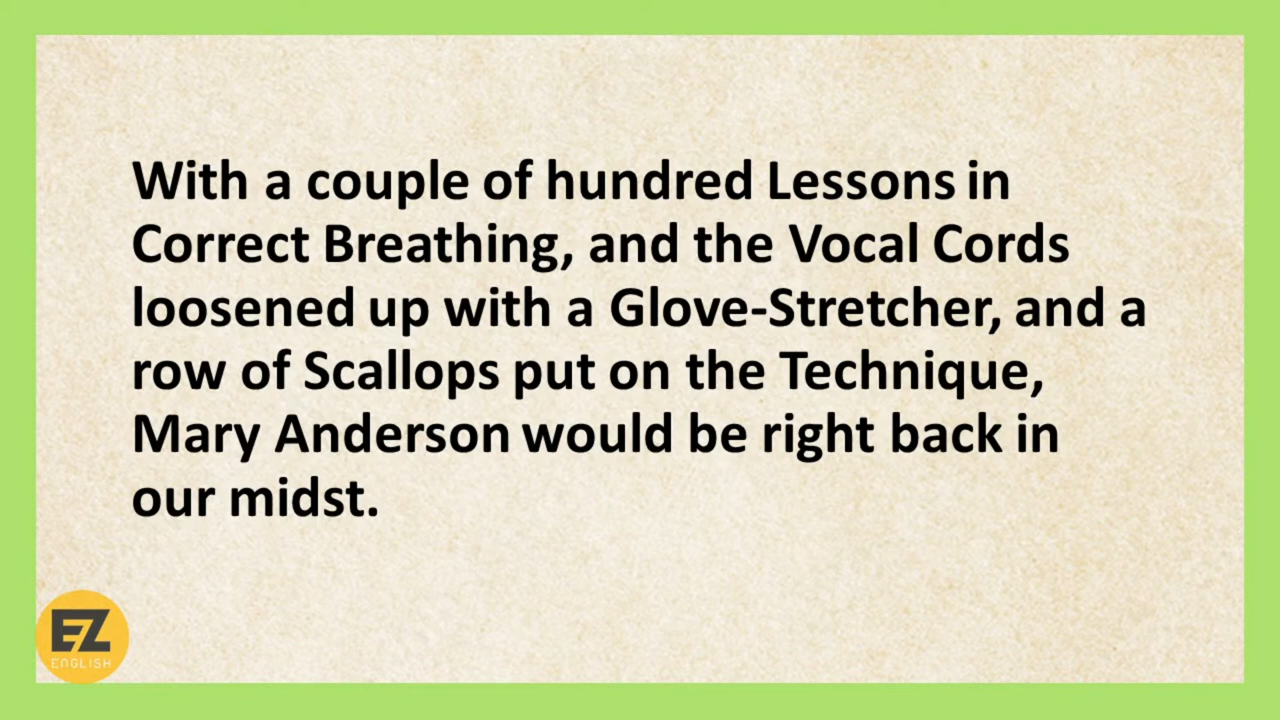 With a couple of hundred Lessons in
Correct Breathing, and the Vocal Cords
loosened up with a Glove-Stretcher, and a
row of Scallops put on the Technique,
Mary Anderson would be right back in
our midst.
EZ
ENGLISH